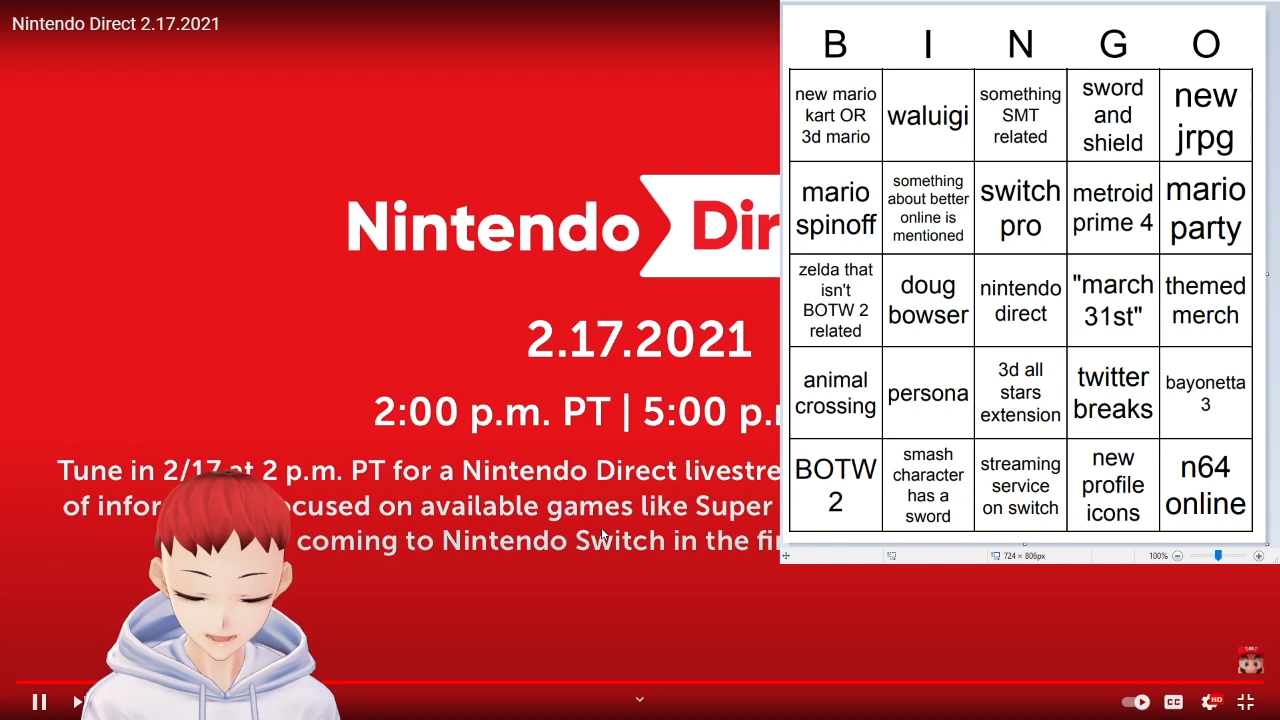 Nintendo Direct 2.17.2021
Nintendo Dir
2.17.2021
2:00 p.m. PT | 5:00 p.
Tune in 2/17 at 2 p.m. PT for a Nintendo Direct livestre
of infor ocused on available games like Super
coming to Nintendo Switch in the fi
B I N G O
new mario
kart OR
3d mario
waluigi
something
SMT
related
sword
and
shield
new
jrpg
mario
spinoff
something
about better
online is
mentioned
switch
pro
metroid
prime 4
mario
party
zelda that
isn't
BOTW 2
related
doug
bowser
nintendo
direct
"march
31st"
themed
merch
animal
crossing
persona
3d all
stars
extension
twitter
breaks
bayonetta
3
BOTW
2
smash
character
has a
sword
streaming
service
on switch
new
profile
icons
n64
online
724 × 806px
100%
CC
HD